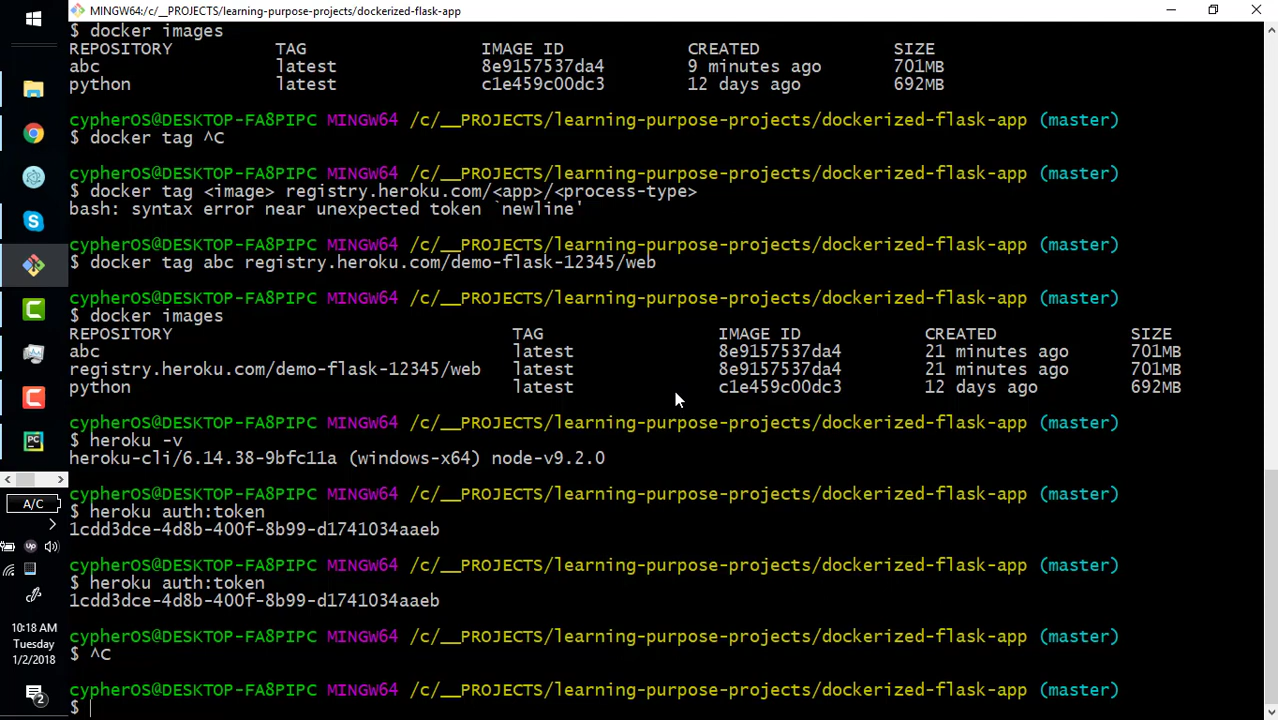 MINGW64:/c/__PROJECTS/learning-purpose-projects/dockerized-flask-app
$ docker images
REPOSITORY TAG IMAGE ID CREATED SIZE
abc latest 8e9157537da4 9 minutes ago 701MB
python latest c1e459c00dc3 12 days ago 692MB
cypherOS@DESKTOP-FA8PIPC MINGW64 /c/__PROJECTS/learning-purpose-projects/dockerized-flask-app (master)
$ docker tag ^C
cypherOS@DESKTOP-FA8PIPC MINGW64 /c/__PROJECTS/learning-purpose-projects/dockerized-flask-app (master)
$ docker tag <image> registry.heroku.com/<app>/<process-type>
bash: syntax error near unexpected token `newline'
cypherOS@DESKTOP-FA8PIPC MINGW64 /c/__PROJECTS/learning-purpose-projects/dockerized-flask-app (master)
$ docker tag abc registry.heroku.com/demo-flask-12345/web
cypherOS@DESKTOP-FA8PIPC MINGW64 /c/__PROJECTS/learning-purpose-projects/dockerized-flask-app (master)
$ docker images
REPOSITORY TAG IMAGE ID CREATED SIZE
abc latest 8e9157537da4 21 minutes ago 701MB
registry.heroku.com/demo-flask-12345/web latest 8e9157537da4 21 minutes ago 701MB
python latest c1e459c00dc3 12 days ago 692MB
cypherOS@DESKTOP-FA8PIPC MINGW64 /c/__PROJECTS/learning-purpose-projects/dockerized-flask-app (master)
$ heroku -v
heroku-cli/6.14.38-9bfc11a (windows-x64) node-v9.2.0
cypherOS@DESKTOP-FA8PIPC MINGW64 /c/__PROJECTS/learning-purpose-projects/dockerized-flask-app (master)
$ heroku auth:token
1cdd3dce-4d8b-400f-8b99-d1741034aaeb
cypherOS@DESKTOP-FA8PIPC MINGW64 /c/__PROJECTS/learning-purpose-projects/dockerized-flask-app (master)
$ heroku auth:token
1cdd3dce-4d8b-400f-8b99-d1741034aaeb
cypherOS@DESKTOP-FA8PIPC MINGW64 /c/__PROJECTS/learning-purpose-projects/dockerized-flask-app (master)
$ ^C
cypherOS@DESKTOP-FA8PIPC MINGW64 /c/__PROJECTS/learning-purpose-projects/dockerized-flask-app (master)
$
S
PC
A/C
up
10:18 AM
Tuesday
1/2/2018
2